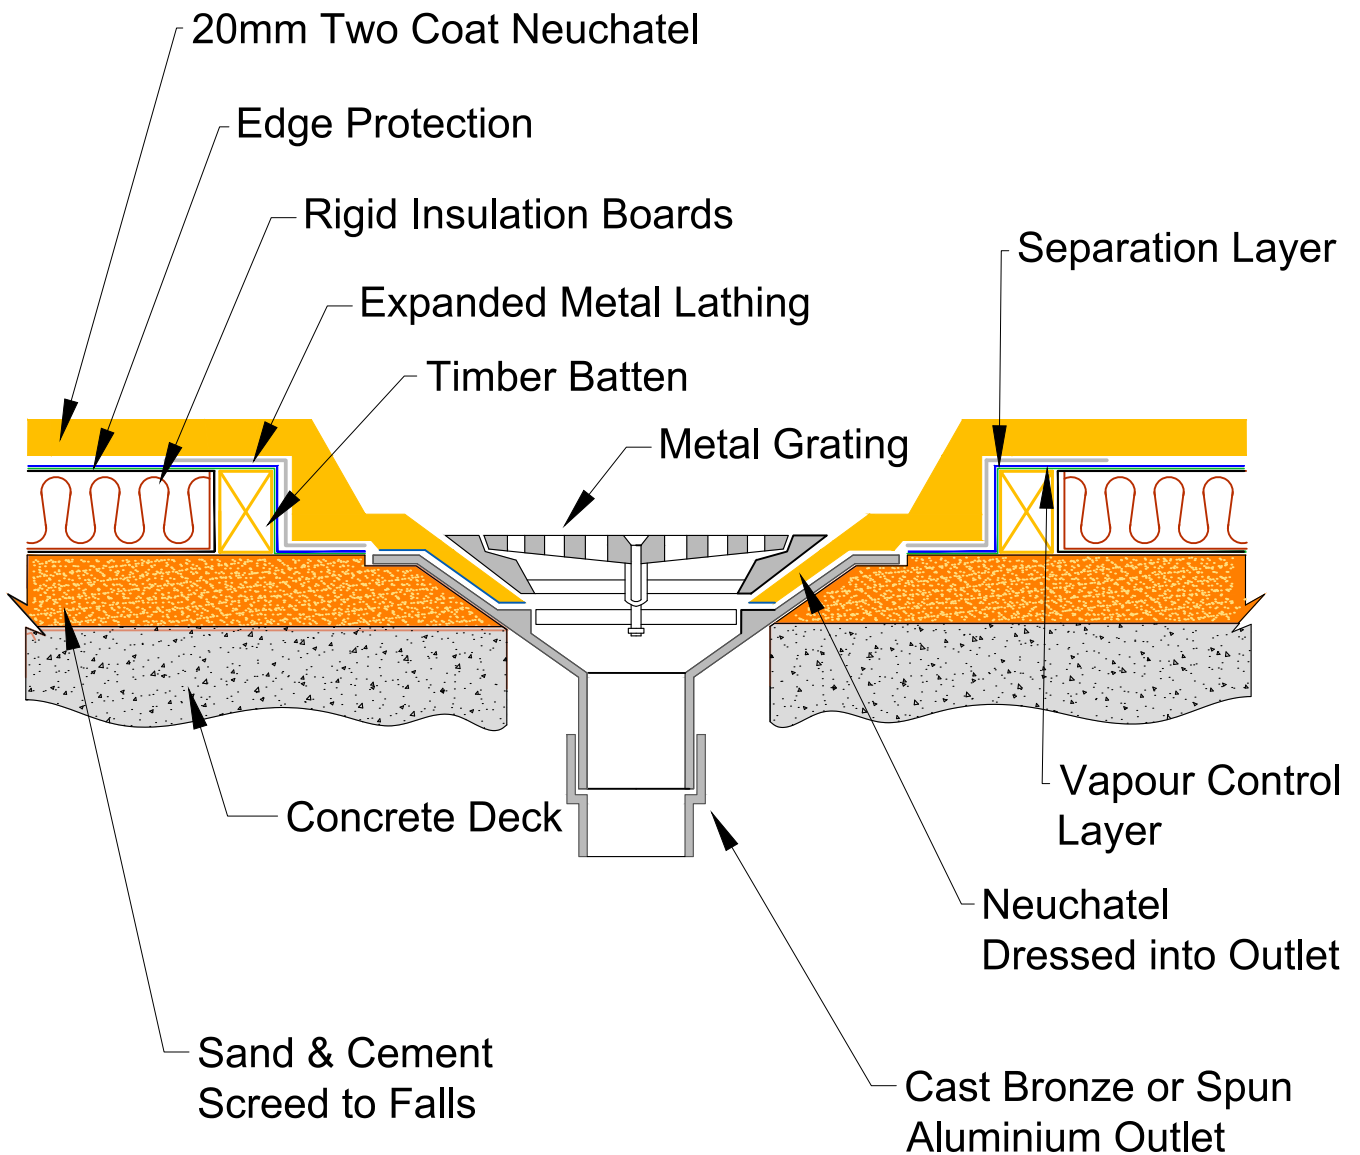 20mm Two Coat Neuchatel
Edge Protection
Rigid Insulation Boards
Separation Layer
Expanded Metal Lathing
Timber Batten
Metal Grating
Vapour Control
Layer
Concrete Deck
Neuchatel
Dressed into Outlet
Sand & Cement
Screed to Falls
Cast Bronze or Spun
Aluminium Outlet